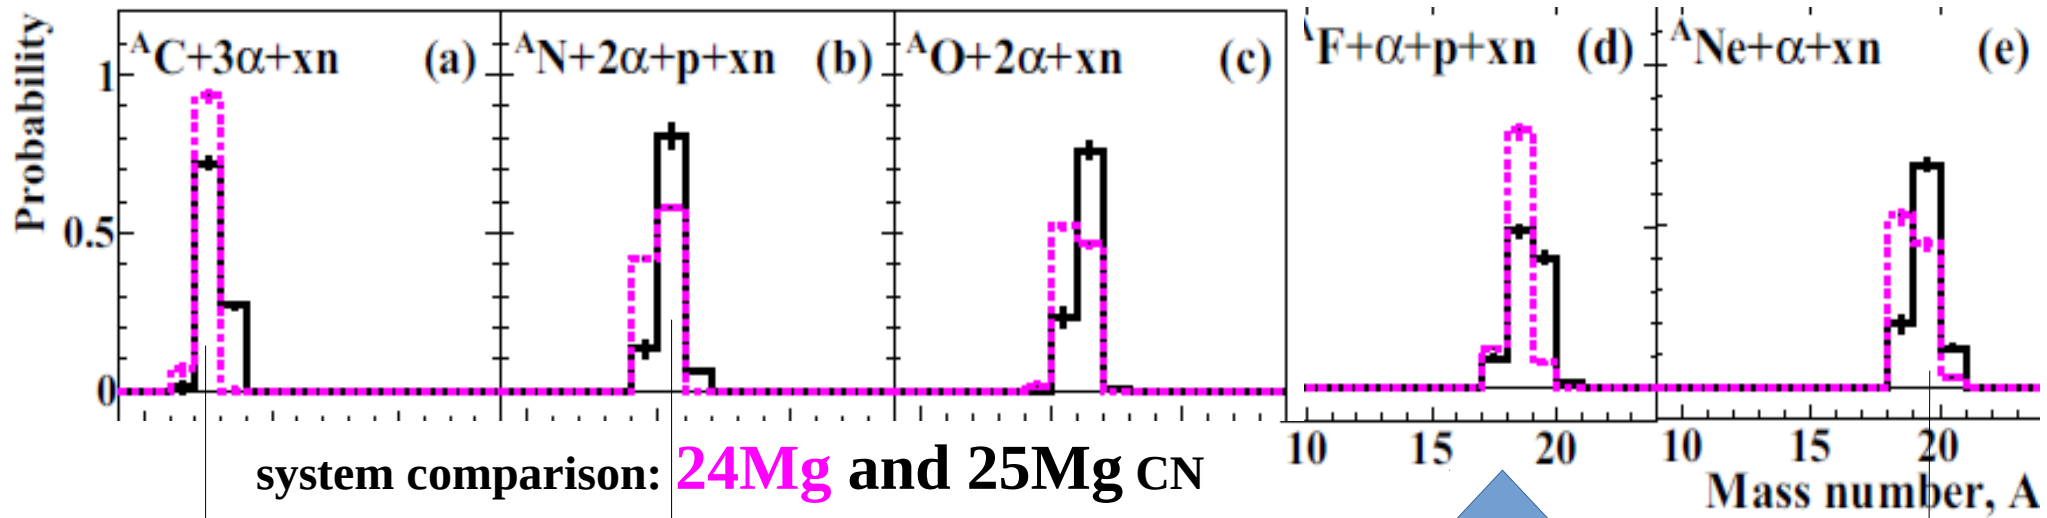 Probability
1
0.5
0
ᴬC+3α+xn (a)
ᴬN+2α+p+xn (b)
ᴬO+2α+xn (c)
ᴬF+α+p+xn (d)
ᴬNe+α+xn (e)
10 15 20
10 15 20
Mass number, A
system comparison: 24Mg and 25Mg CN